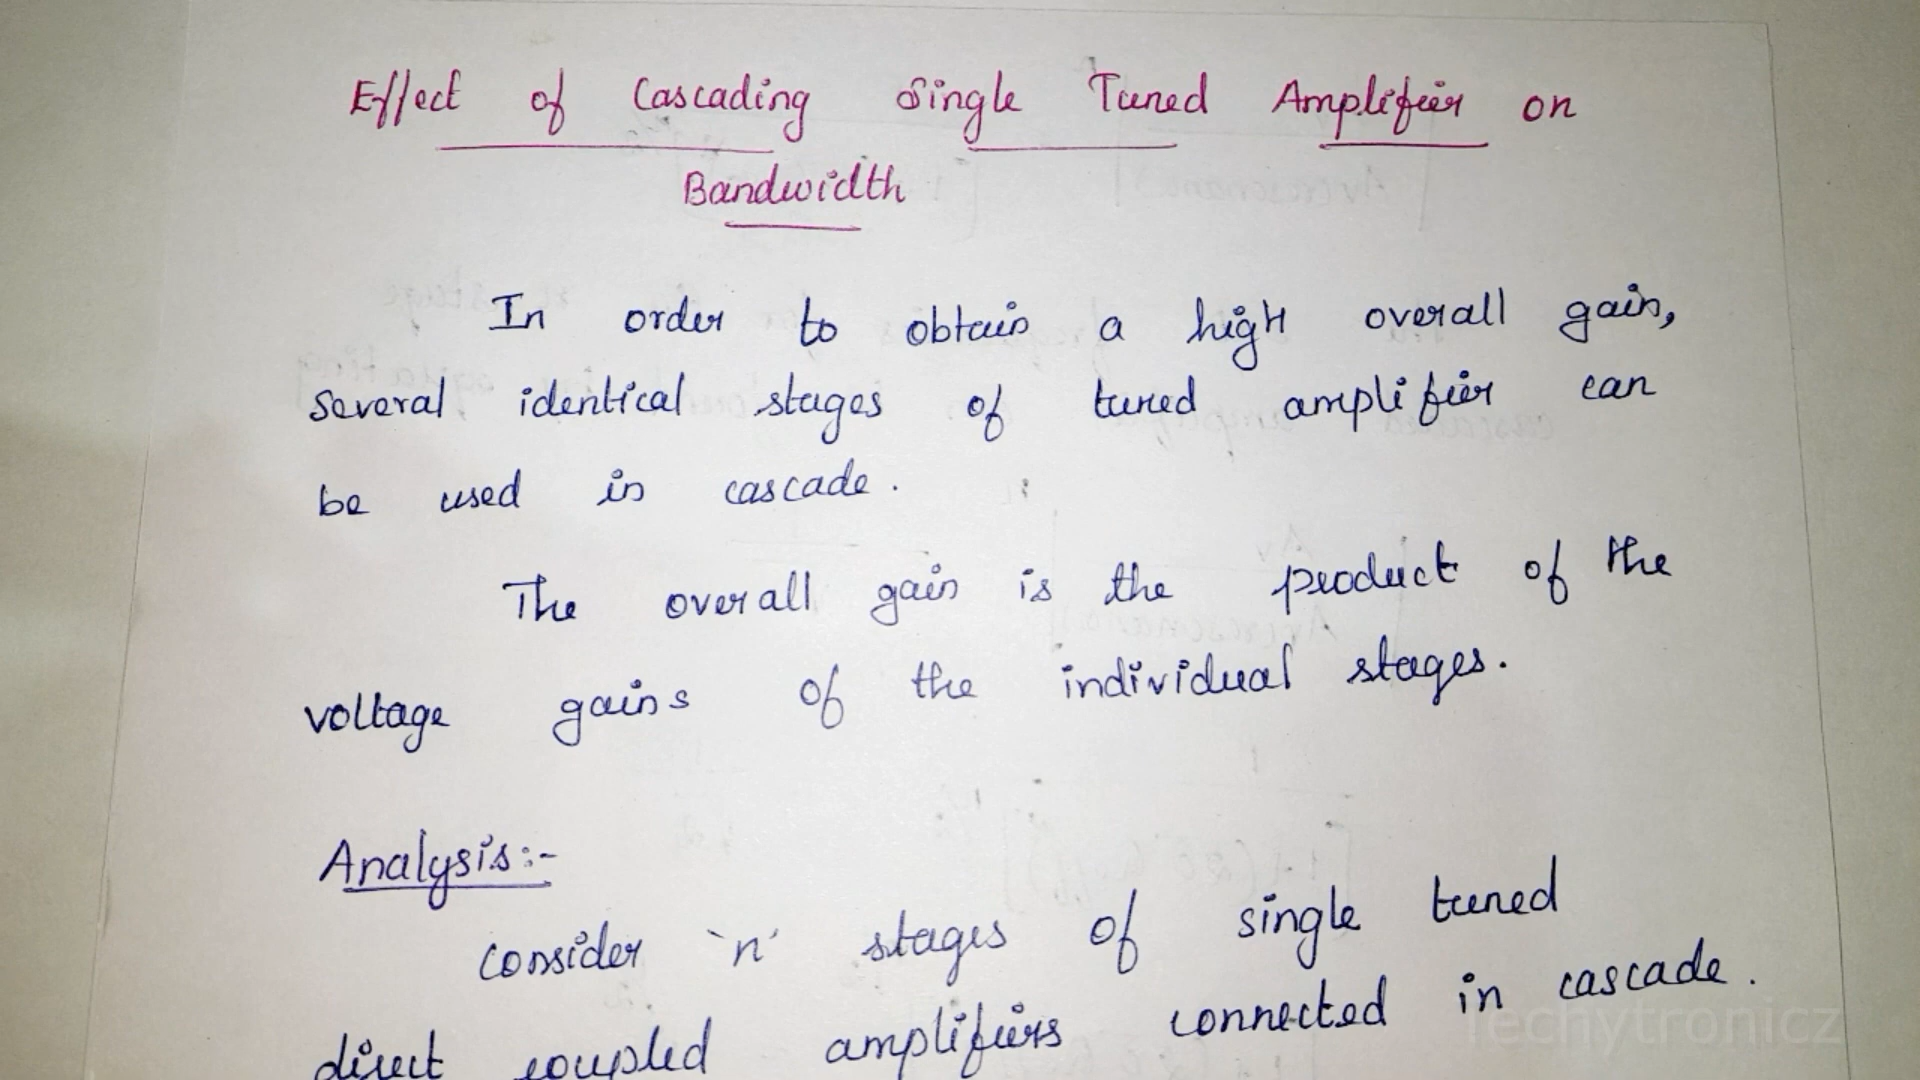 Effect of Cascading Single Tuned Amplifier on
Bandwidth
In order to obtain a high overall gain,
several identical stages of tuned amplifier can
be used in cascade.
The overall gain is the product of the
voltage gains of the individual stages.
Analysis:-
Consider 'n' stages of single tuned
direct coupled amplifiers connected in cascade.
Techytronicz